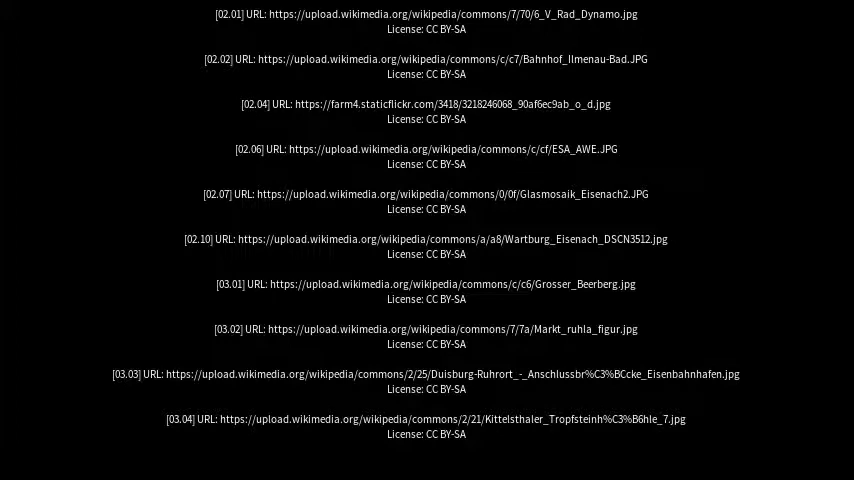 [02.01] URL: https://upload.wikimedia.org/wikipedia/commons/7/70/6_V_Rad_Dynamo.jpg
License: CC BY-SA
[02.02] URL: https://upload.wikimedia.org/wikipedia/commons/c/c7/Bahnhof_Ilmenau-Bad.JPG
License: CC BY-SA
[02.04] URL: https://farm4.staticflickr.com/3418/3218246068_90af6ec9ab_o_d.jpg
License: CC BY-SA
[02.06] URL: https://upload.wikimedia.org/wikipedia/commons/c/cf/ESA_AWE.JPG
License: CC BY-SA
[02.07] URL: https://upload.wikimedia.org/wikipedia/commons/0/0f/Glasmosaik_Eisenach2.JPG
License: CC BY-SA
[02.10] URL: https://upload.wikimedia.org/wikipedia/commons/a/a8/Wartburg_Eisenach_DSCN3512.jpg
License: CC BY-SA
[03.01] URL: https://upload.wikimedia.org/wikipedia/commons/c/c6/Grosser_Beerberg.jpg
License: CC BY-SA
[03.02] URL: https://upload.wikimedia.org/wikipedia/commons/7/7a/Markt_ruhla_figur.jpg
License: CC BY-SA
[03.03] URL: https://upload.wikimedia.org/wikipedia/commons/2/25/Duisburg-Ruhrort_-_Anschlussbr%C3%BCcke_Eisenbahnhafen.jpg
License: CC BY-SA
[03.04] URL: https://upload.wikimedia.org/wikipedia/commons/2/21/Kittelsthaler_Tropfsteinh%C3%B6hle_7.jpg
License: CC BY-SA